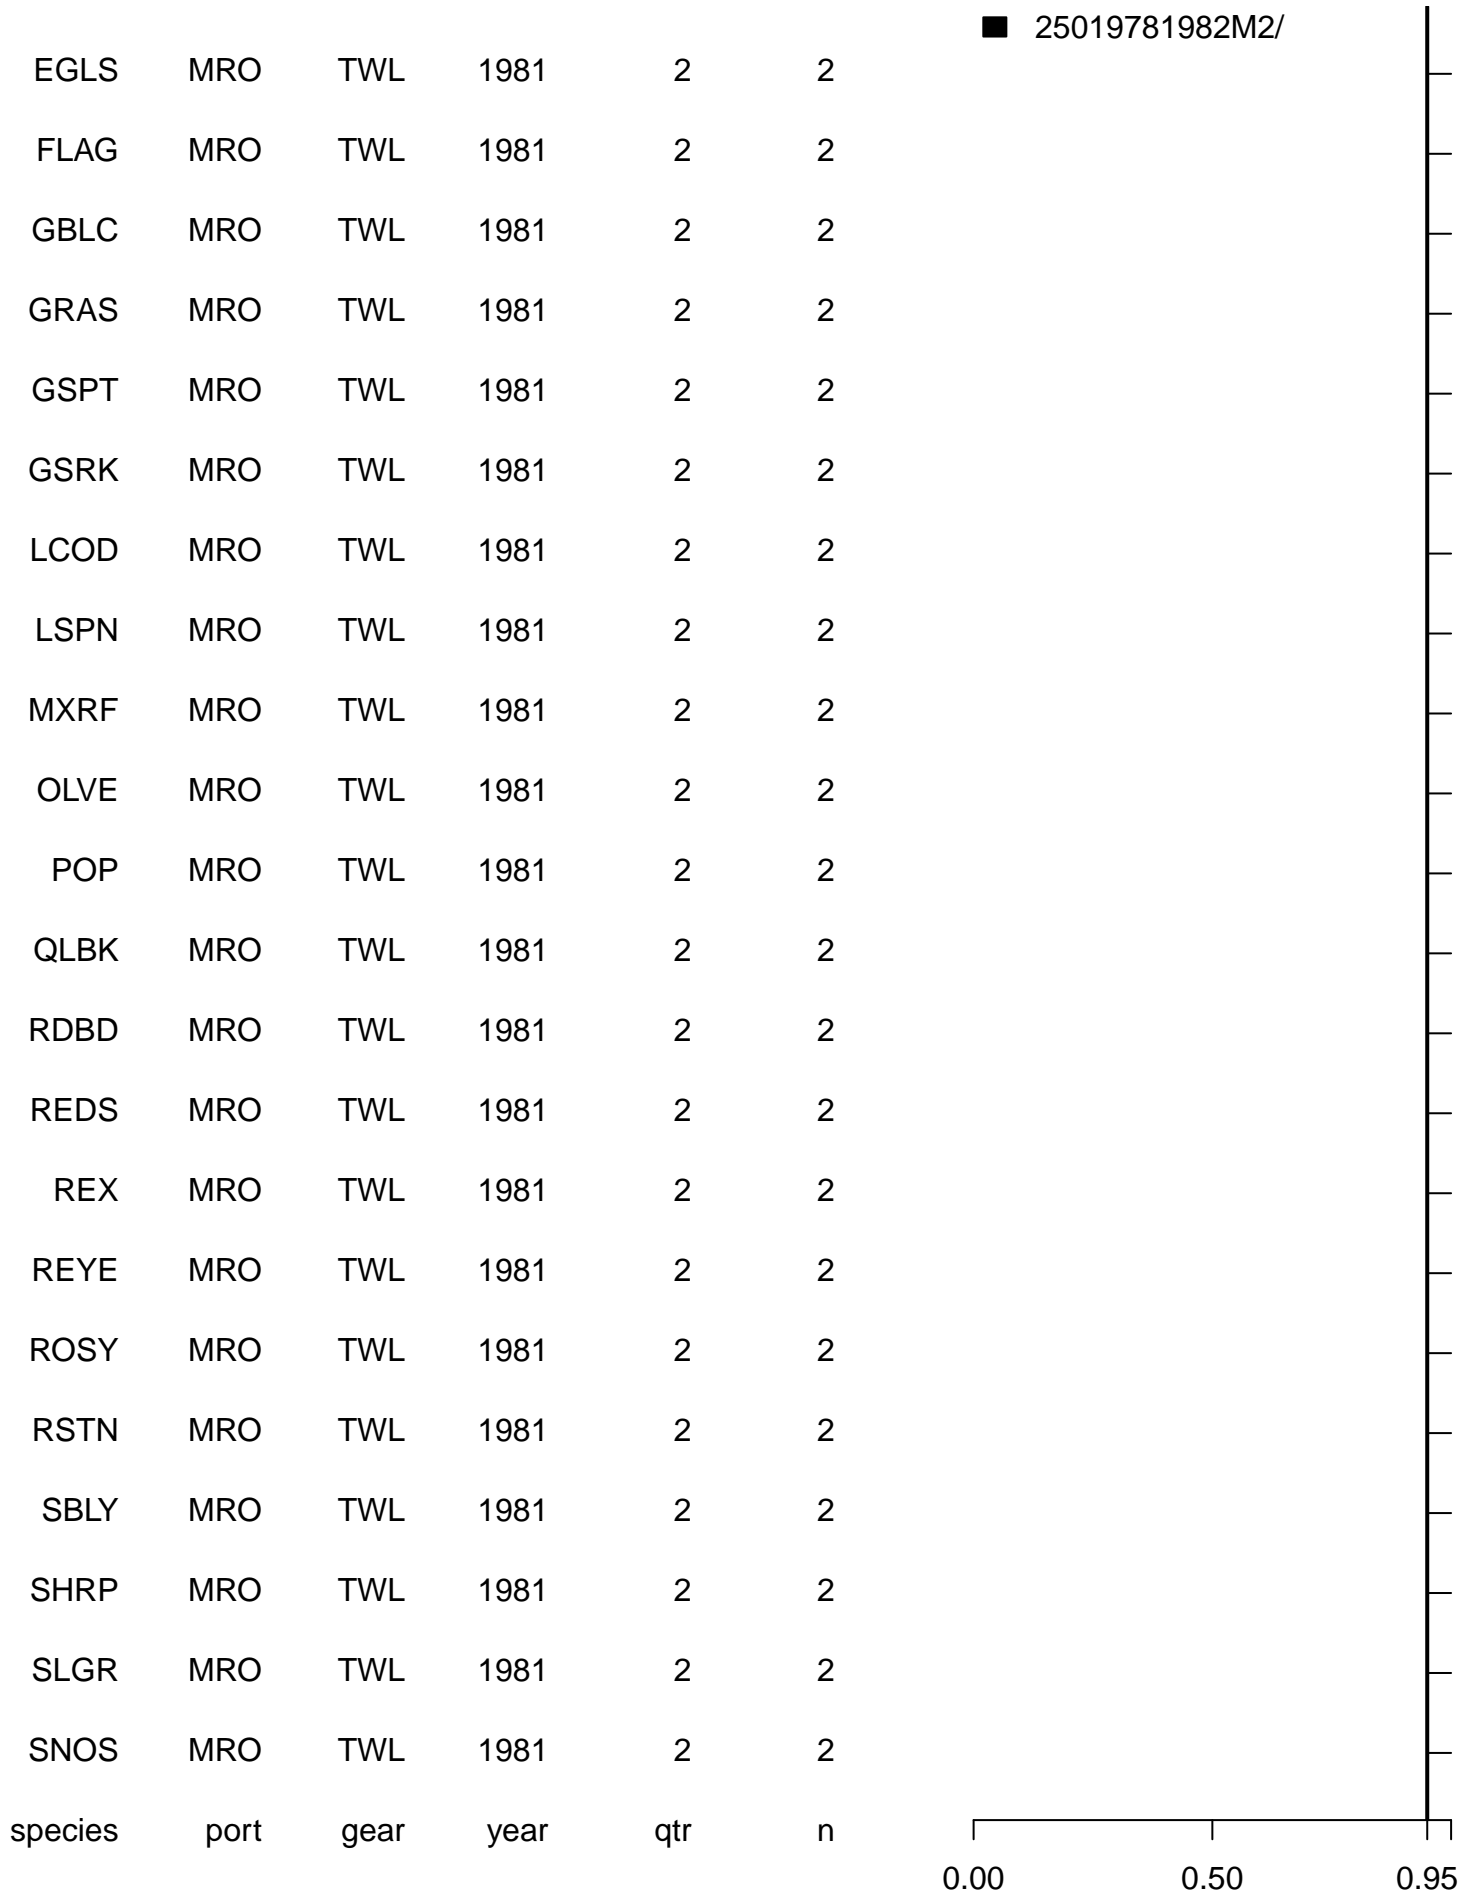 25019781982M2/
EGLS MRO TWL 1981 2 2
FLAG MRO TWL 1981 2 2
GBLC MRO TWL 1981 2 2
GRAS MRO TWL 1981 2 2
GSPT MRO TWL 1981 2 2
GSRK MRO TWL 1981 2 2
LCOD MRO TWL 1981 2 2
LSPN MRO TWL 1981 2 2
MXRF MRO TWL 1981 2 2
OLVE MRO TWL 1981 2 2
POP MRO TWL 1981 2 2
QLBK MRO TWL 1981 2 2
RDBD MRO TWL 1981 2 2
REDS MRO TWL 1981 2 2
REX MRO TWL 1981 2 2
REYE MRO TWL 1981 2 2
ROSY MRO TWL 1981 2 2
RSTN MRO TWL 1981 2 2
SBLY MRO TWL 1981 2 2
SHRP MRO TWL 1981 2 2
SLGR MRO TWL 1981 2 2
SNOS MRO TWL 1981 2 2
species port gear year qtr n
0.00 0.50 0.95